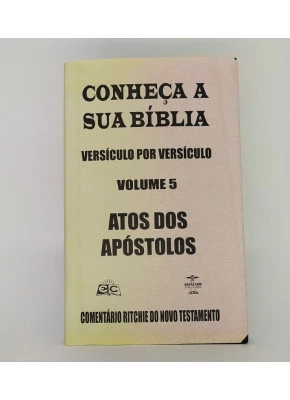 CONHEÇA A
SUA BÍBLIA
VERSÍCULO POR VERSÍCULO
VOLUME 5
ATOS DOS
APÓSTOLOS
COMENTÁRIO RITCHIE DO NOVO TESTAMENTO